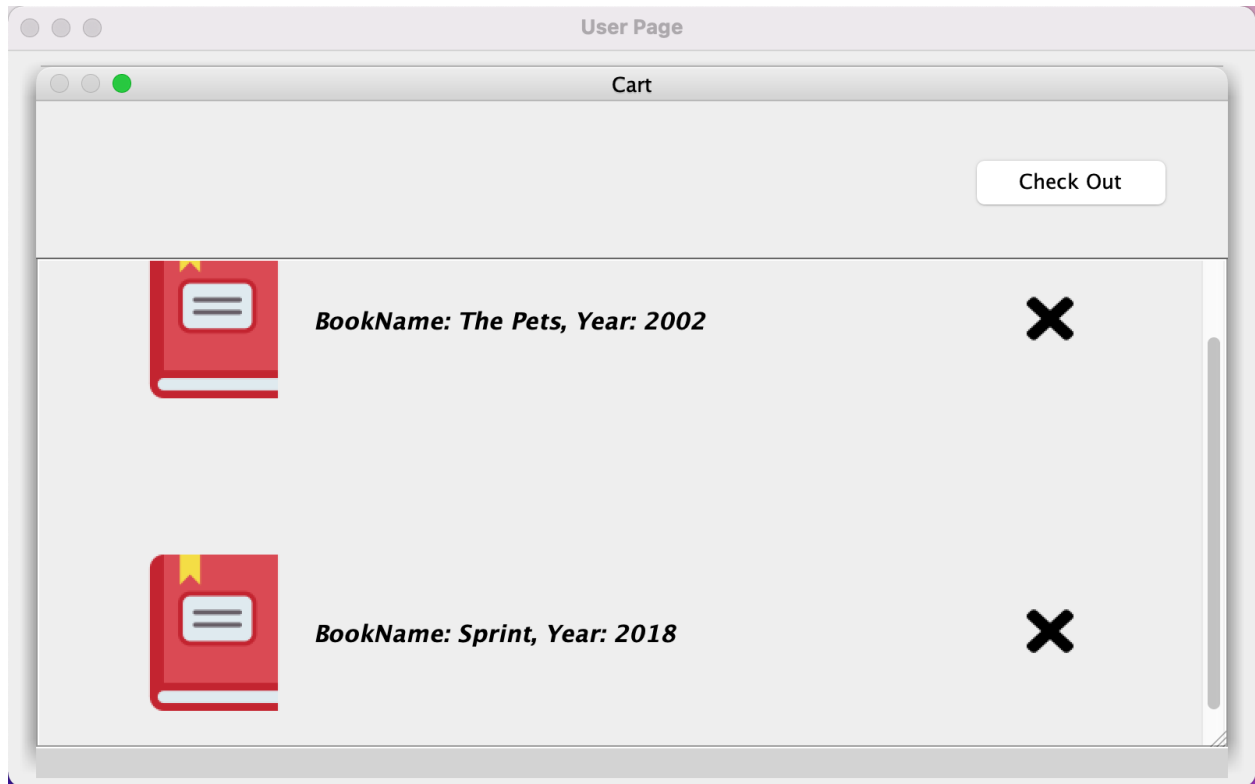 User Page
Cart
Check Out
BookName: The Pets, Year: 2002
BookName: Sprint, Year: 2018